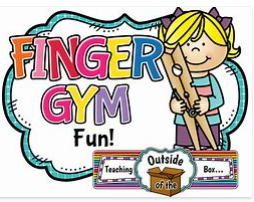 FINGER
GYM
Fun!
Teaching Outside of the Box...